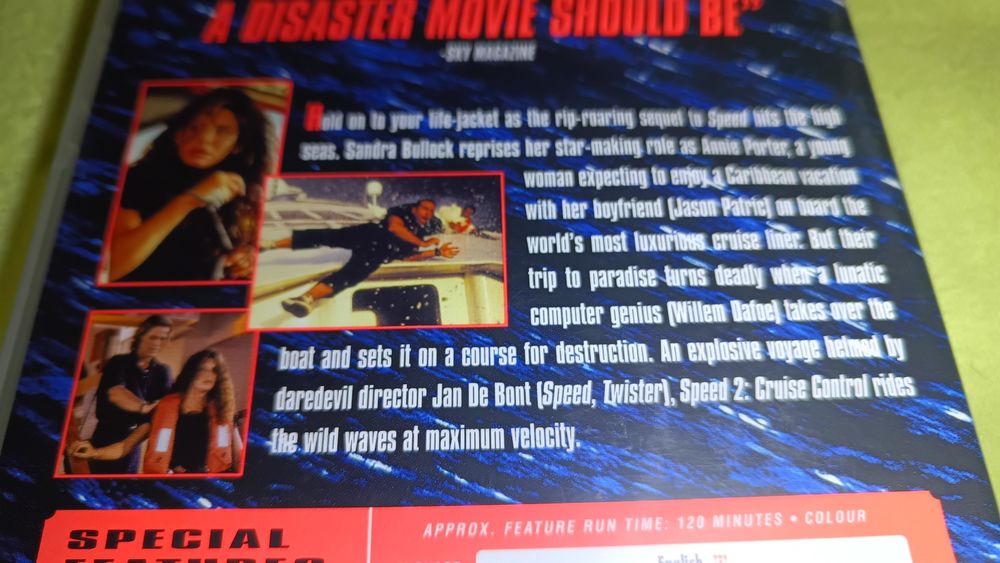 A DISASTER MOVIE SHOULD BE"
-SKY MAGAZINE
Hold on to your life-jacket as the rip-roaring sequel to Speed hits the high
seas. Sandra Bullock reprises her star-making role as Annie Porter, a young
woman expecting to enjoy a Caribbean vacation
with her boyfriend (Jason Patric) on board the
world's most luxurious cruise liner. But their
trip to paradise turns deadly when a lunatic
computer genius (Willem Dafoe) takes over the
boat and sets it on a course for destruction. An explosive voyage helmed by
daredevil director Jan De Bont (Speed, Twister), Speed 2: Cruise Control rides
the wild waves at maximum velocity.
SPECIAL
FEATURES
APPROX. FEATURE RUN TIME: 120 MINUTES • COLOUR
English